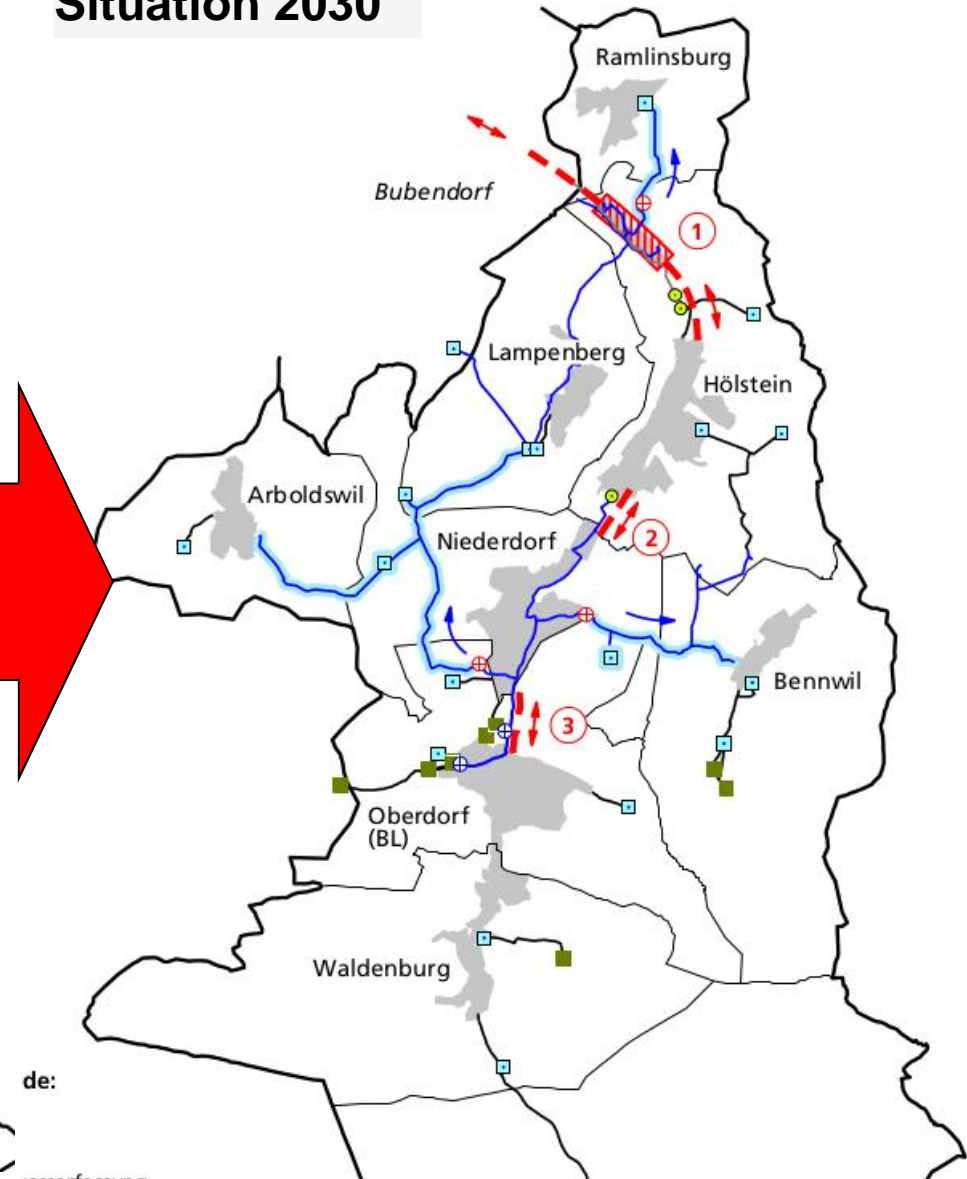 Situation 2030
Ramlinsburg
Bubendorf
1
Lampenberg
Hölstein
Arboldswil
Niederdorf
2
Bennwil
3
Oberdorf
(BL)
Waldenburg
de: